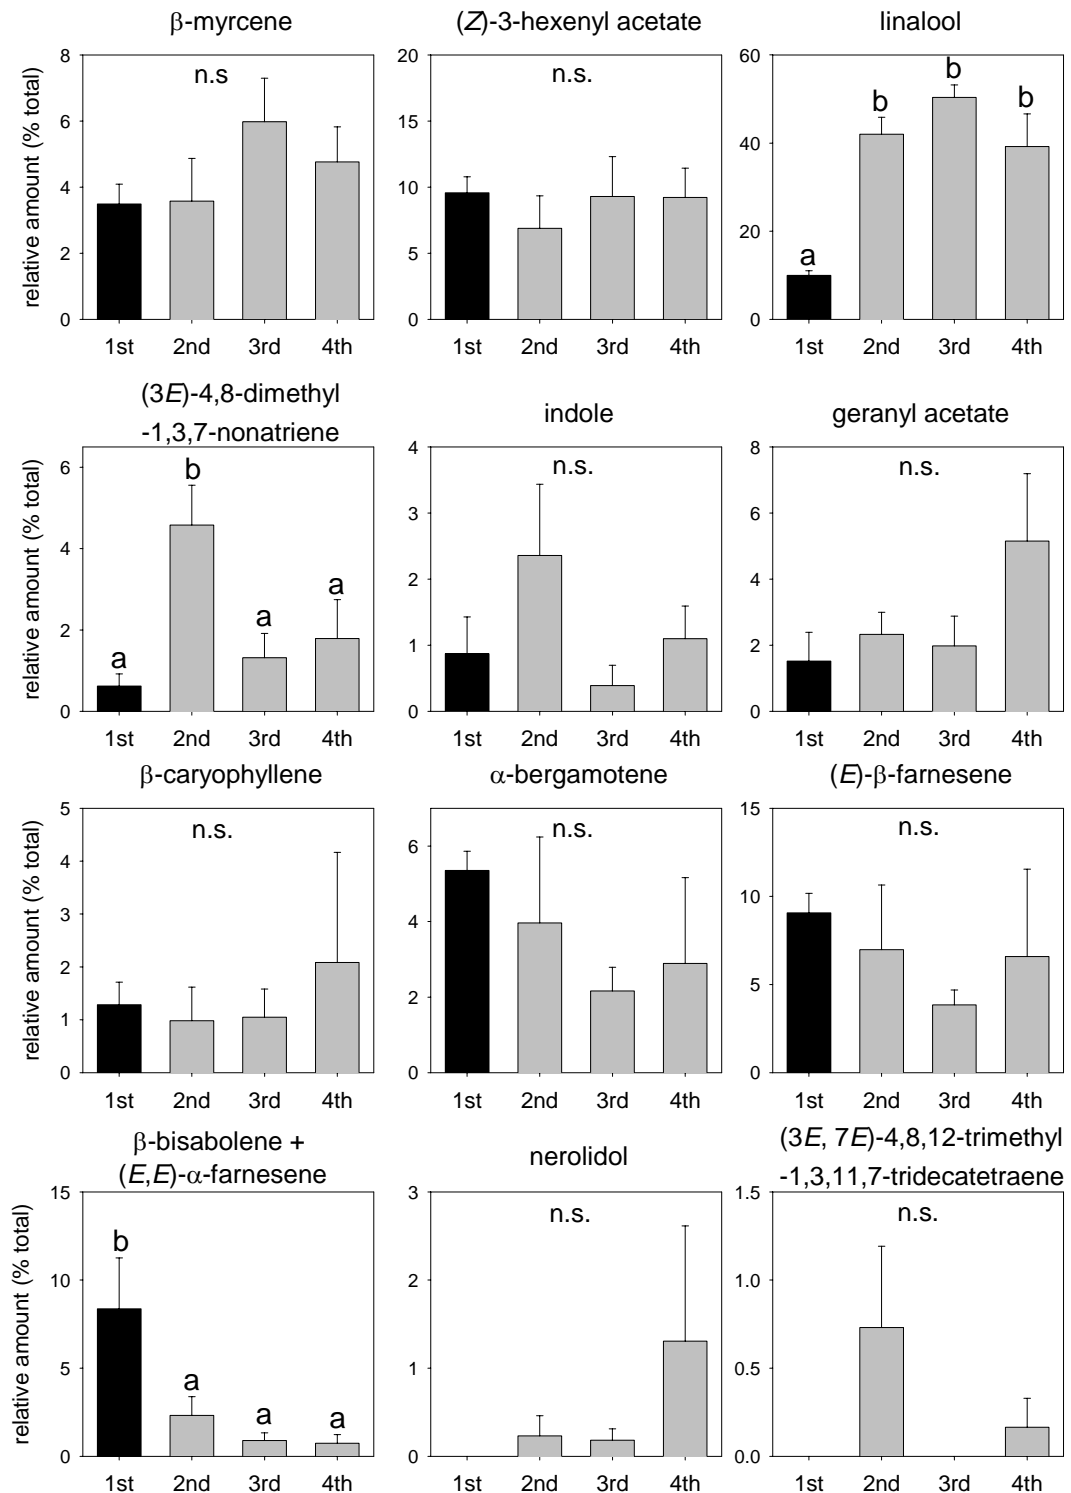 β-myrcene
(Z)-3-hexenyl acetate
linalool
relative amount (% total)
8
6
4
2
0
n.s
1st 2nd 3rd 4th
20
15
10
5
0
n.s.
1st 2nd 3rd 4th
60
40
20
0
a b b b
1st 2nd 3rd 4th
(3E)-4,8-dimethyl
-1,3,7-nonatriene
indole
geranyl acetate
relative amount (% total)
6
4
2
0
a b a a
1st 2nd 3rd 4th
4
3
2
1
0
n.s.
1st 2nd 3rd 4th
8
6
4
2
0
n.s.
1st 2nd 3rd 4th
β-caryophyllene
α-bergamotene
(E)-β-farnesene
relative amount (% total)
5
4
3
2
1
0
n.s.
1st 2nd 3rd 4th
6
4
2
0
n.s.
1st 2nd 3rd 4th
15
10
5
0
n.s.
1st 2nd 3rd 4th
β-bisabolene +
(E,E)-α-farnesene
nerolidol
(3E, 7E)-4,8,12-trimethyl
-1,3,11,7-tridecatetraene
relative amount (% total)
15
10
5
0
b a a a
1st 2nd 3rd 4th
3
2
1
0
n.s.
1st 2nd 3rd 4th
1.5
1.0
0.5
0.0
n.s.
1st 2nd 3rd 4th